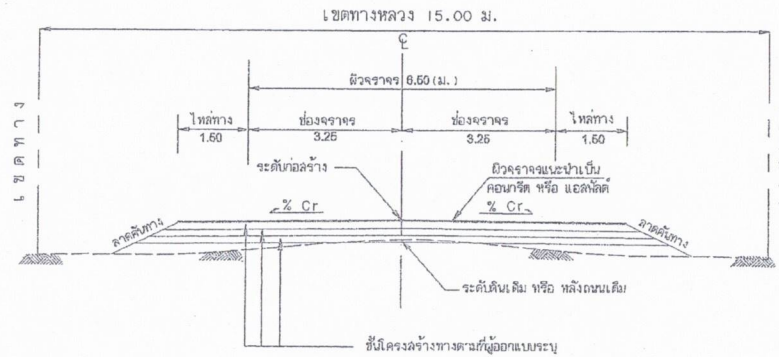 เขตทางหลวง 15.00 ม.
℄
ผิวจราจร 6.50 (ม.)
ไหล่ทาง ช่องจราจร ช่องจราจร ไหล่ทาง
1.50 3.25 3.25 1.50
เขตทาง
ระดับก่อสร้าง
ผิวจราจรแนะนำเป็น
คอนกรีต หรือ แอสฟัลต์
% Cr % Cr
ลาดคันทาง ลาดคันทาง
ระดับดินเดิม หรือ หลังถนนเดิม
ชั้นโครงสร้างทางตามที่ผู้ออกแบบระบุ